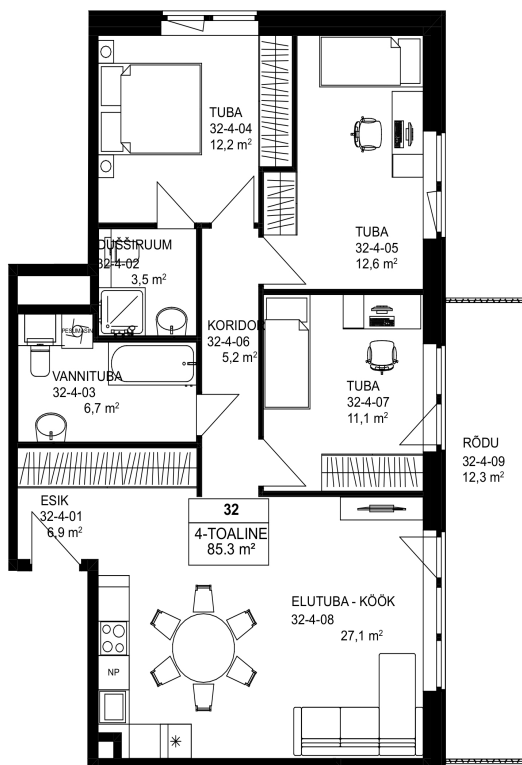 TUBA
32-4-04
12,2 m²
TUBA
32-4-05
12,6 m²
DUŠŠIRUUM
32-4-02
3,5 m²
KORIDOR
32-4-06
5,2 m²
PESUMASIN
VANNITUBA
32-4-03
6,7 m²
TUBA
32-4-07
11,1 m²
RÕDU
32-4-09
12,3 m²
ESIK
32-4-01
6,9 m²
32
4-TOALINE
85.3 m²
ELUTUBA - KÖÖK
32-4-08
27,1 m²
NP